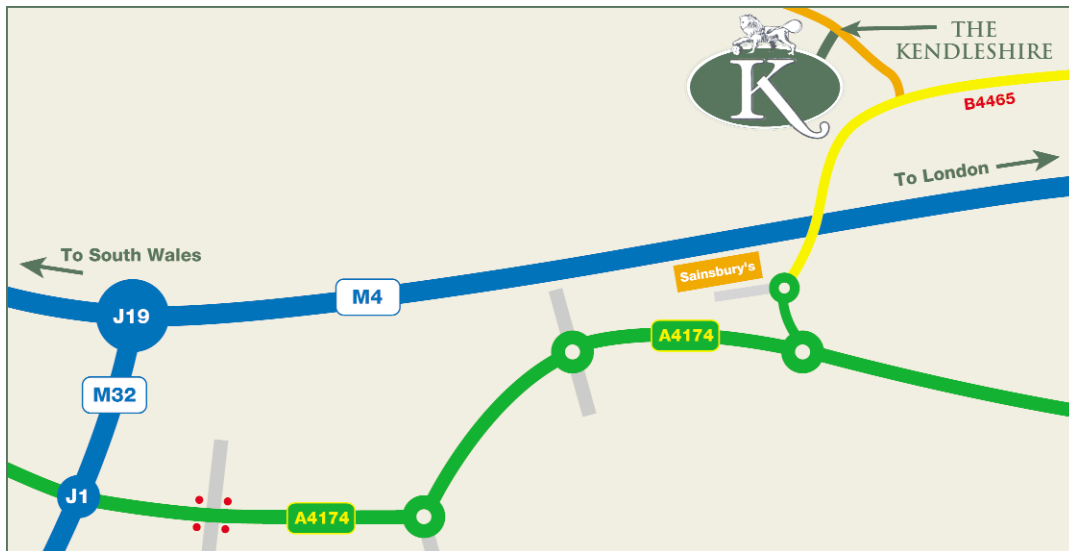 THE
KENDLESHIRE
K
B4465
To London
To South Wales
Sainsbury's
M4
J19
A4174
M32
J1
A4174